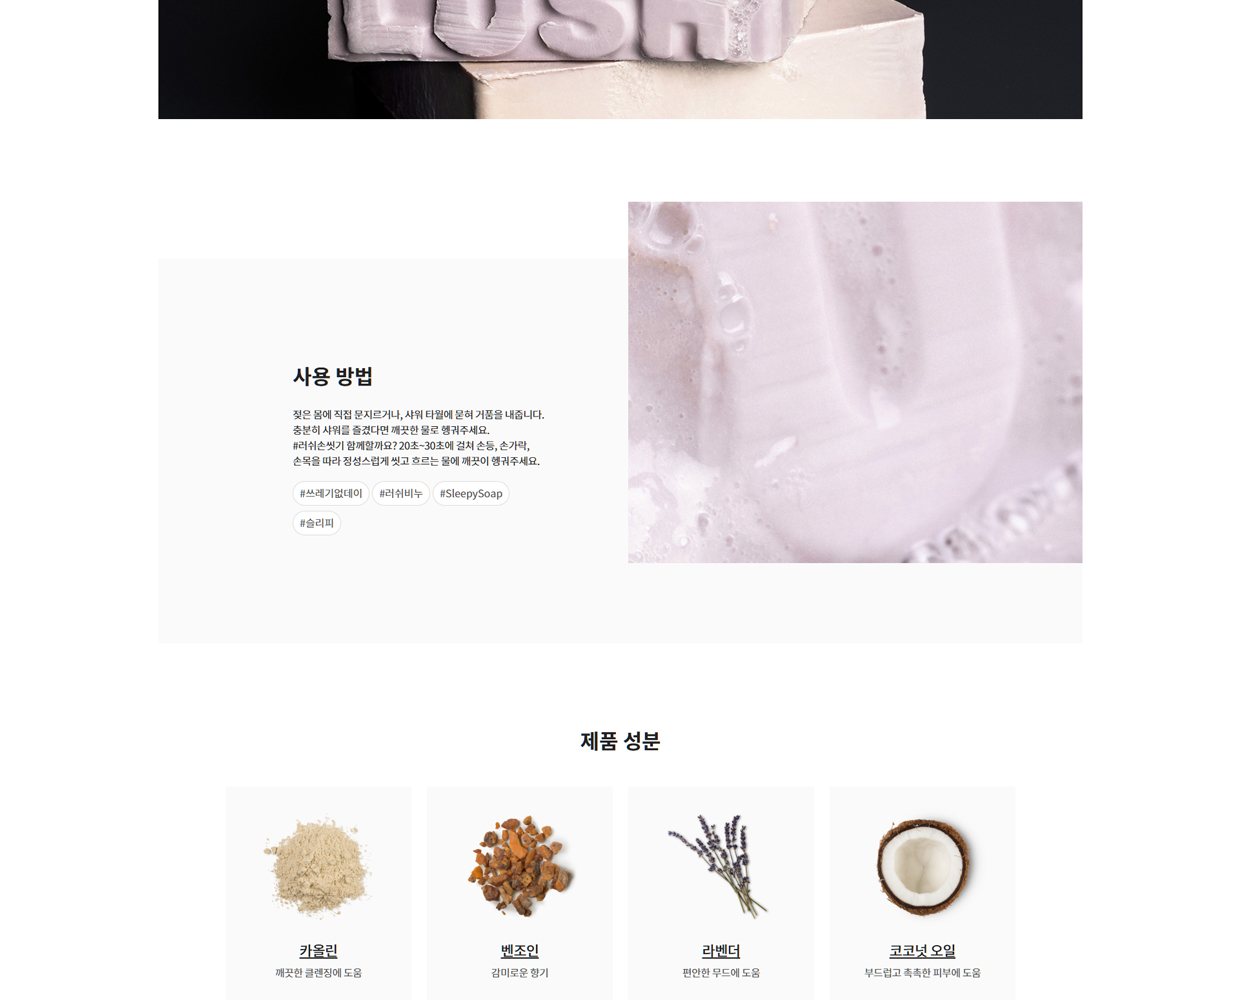 LUSH
사용 방법
젖은 몸에 직접 문지르거나, 샤워 타월에 묻혀 거품을 내줍니다.
충분히 샤워를 즐겼다면 깨끗한 물로 헹궈주세요.
#러쉬손씻기 함께할까요? 20초~30초에 걸쳐 손등, 손가락,
손목을 따라 정성스럽게 씻고 흐르는 물에 깨끗이 헹궈주세요.
#쓰레기없데이 #러쉬비누 #SleepySoap
#슬리피
제품 성분
카올린 벤조인 라벤더 코코넛 오일
깨끗한 클렌징에 도움 감미로운 향기 편안한 무드에 도움 부드럽고 촉촉한 피부에 도움